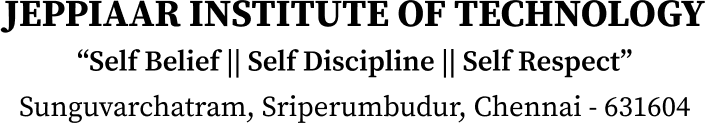 JEPPIAAR INSTITUTE OF TECHNOLOGY
“Self Belief || Self Discipline || Self Respect”
Sunguvarchatram, Sriperumbudur, Chennai - 631604